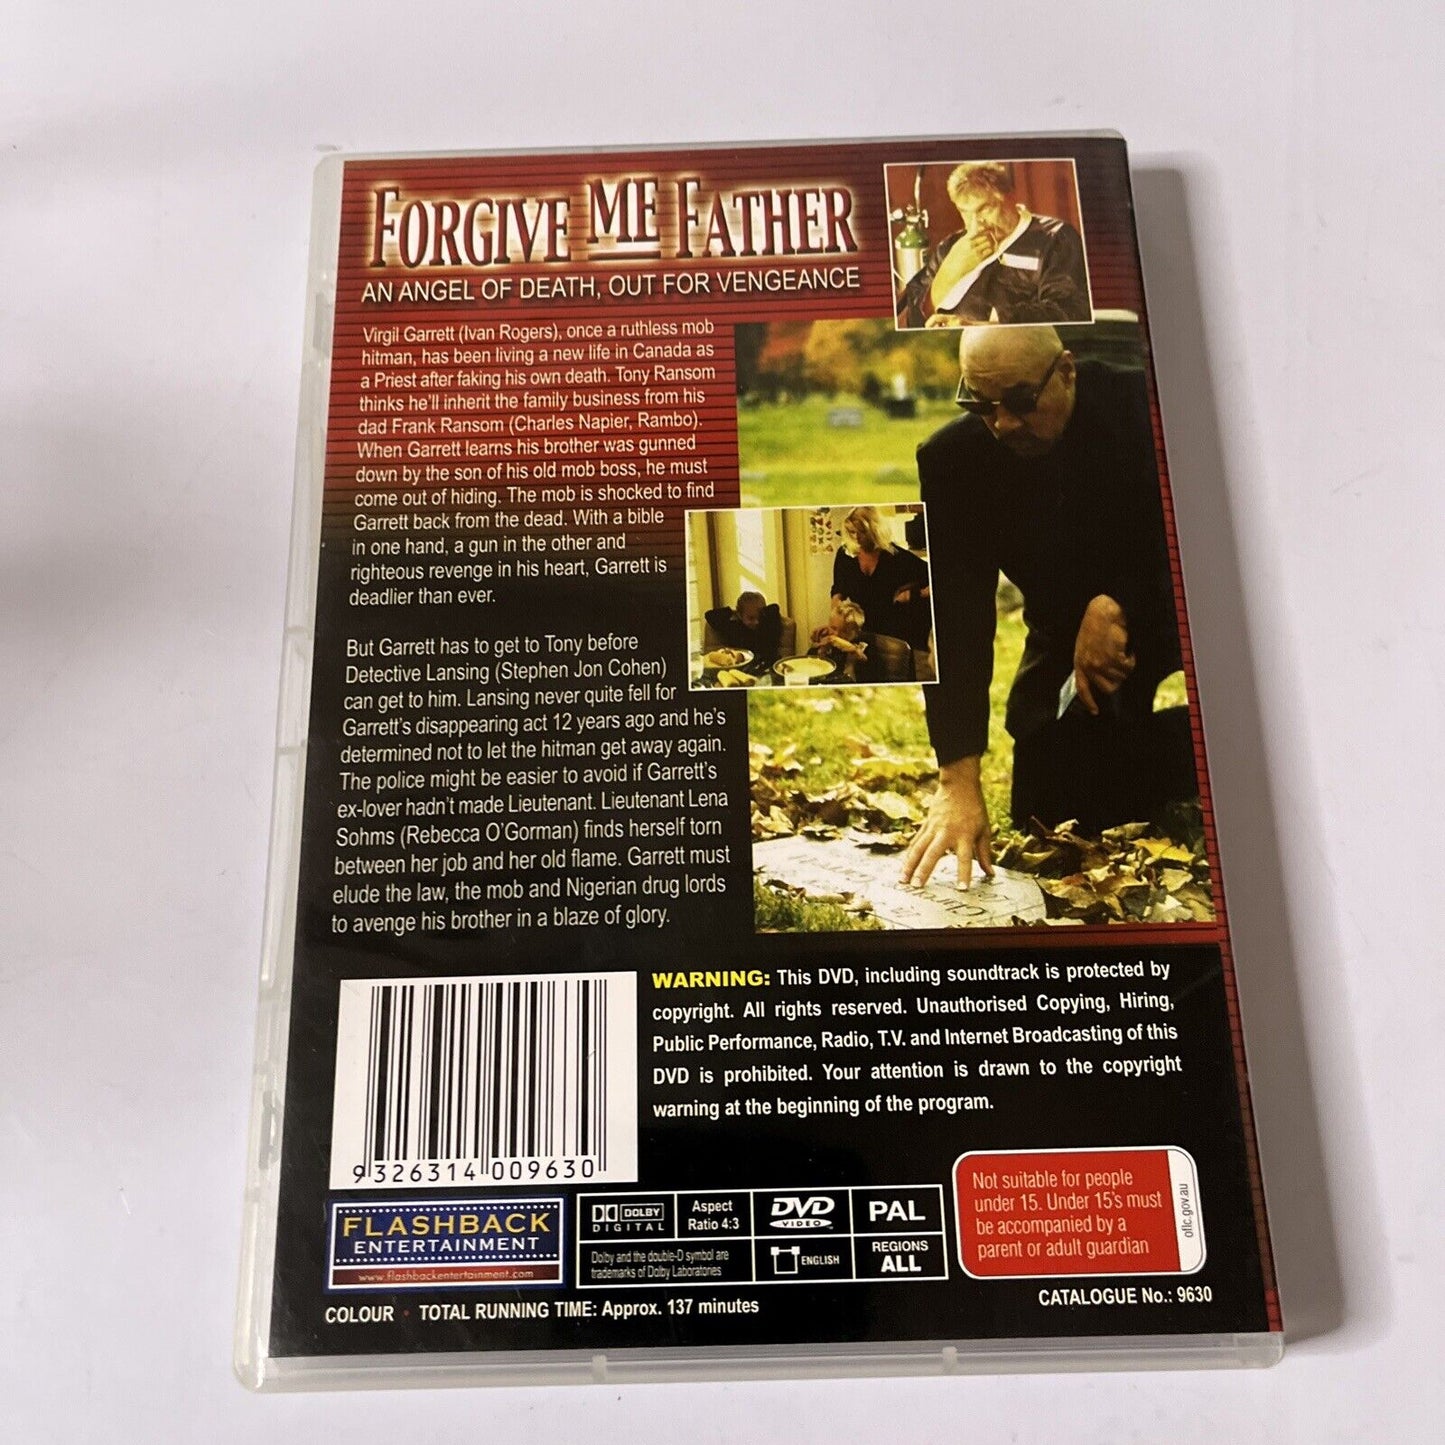 FORGIVE ME FATHER
AN ANGEL OF DEATH, OUT FOR VENGEANCE
Virgil Garrett (Ivan Rogers), once a ruthless mob
hitman, has been living a new life in Canada as
a Priest after faking his own death. Tony Ransom
thinks he'll inherit the family business from his
dad Frank Ransom (Charles Napier, Rambo).
When Garrett learns his brother was gunned
down by the son of his old mob boss, he must
come out of hiding. The mob is shocked to find
Garrett back from the dead. With a bible
in one hand, a gun in the other and
righteous revenge in his heart, Garrett is
deadlier than ever.
But Garrett has to get to Tony before
Detective Lansing (Stephen Jon Cohen)
can get to him. Lansing never quite fell for
Garrett's disappearing act 12 years ago and he's
determined not to let the hitman get away again.
The police might be easier to avoid if Garrett's
ex-lover hadn't made Lieutenant. Lieutenant Lena
Sohms (Rebecca O'Gorman) finds herself torn
between her job and her old flame. Garrett must
elude the law, the mob and Nigerian drug lords
to avenge his brother in a blaze of glory.
WARNING: This DVD, including soundtrack is protected by
copyright. All rights reserved. Unauthorised Copying, Hiring,
Public Performance, Radio, T.V. and Internet Broadcasting of this
DVD is prohibited. Your attention is drawn to the copyright
warning at the beginning of the program.
9 326314 009630
FLASHBACK
ENTERTAINMENT
www.flashbackentertainment.com
DOLBY
DIGITAL
Aspect
Ratio 4:3
Dolby and the double-D symbol are
trademarks of Dolby Laboratories
DVD
VIDEO
PAL
ENGLISH
REGIONS
ALL
Not suitable for people
under 15. Under 15's must
be accompanied by a
parent or adult guardian
oflc.gov.au
COLOUR • TOTAL RUNNING TIME: Approx. 137 minutes
CATALOGUE No.: 9630